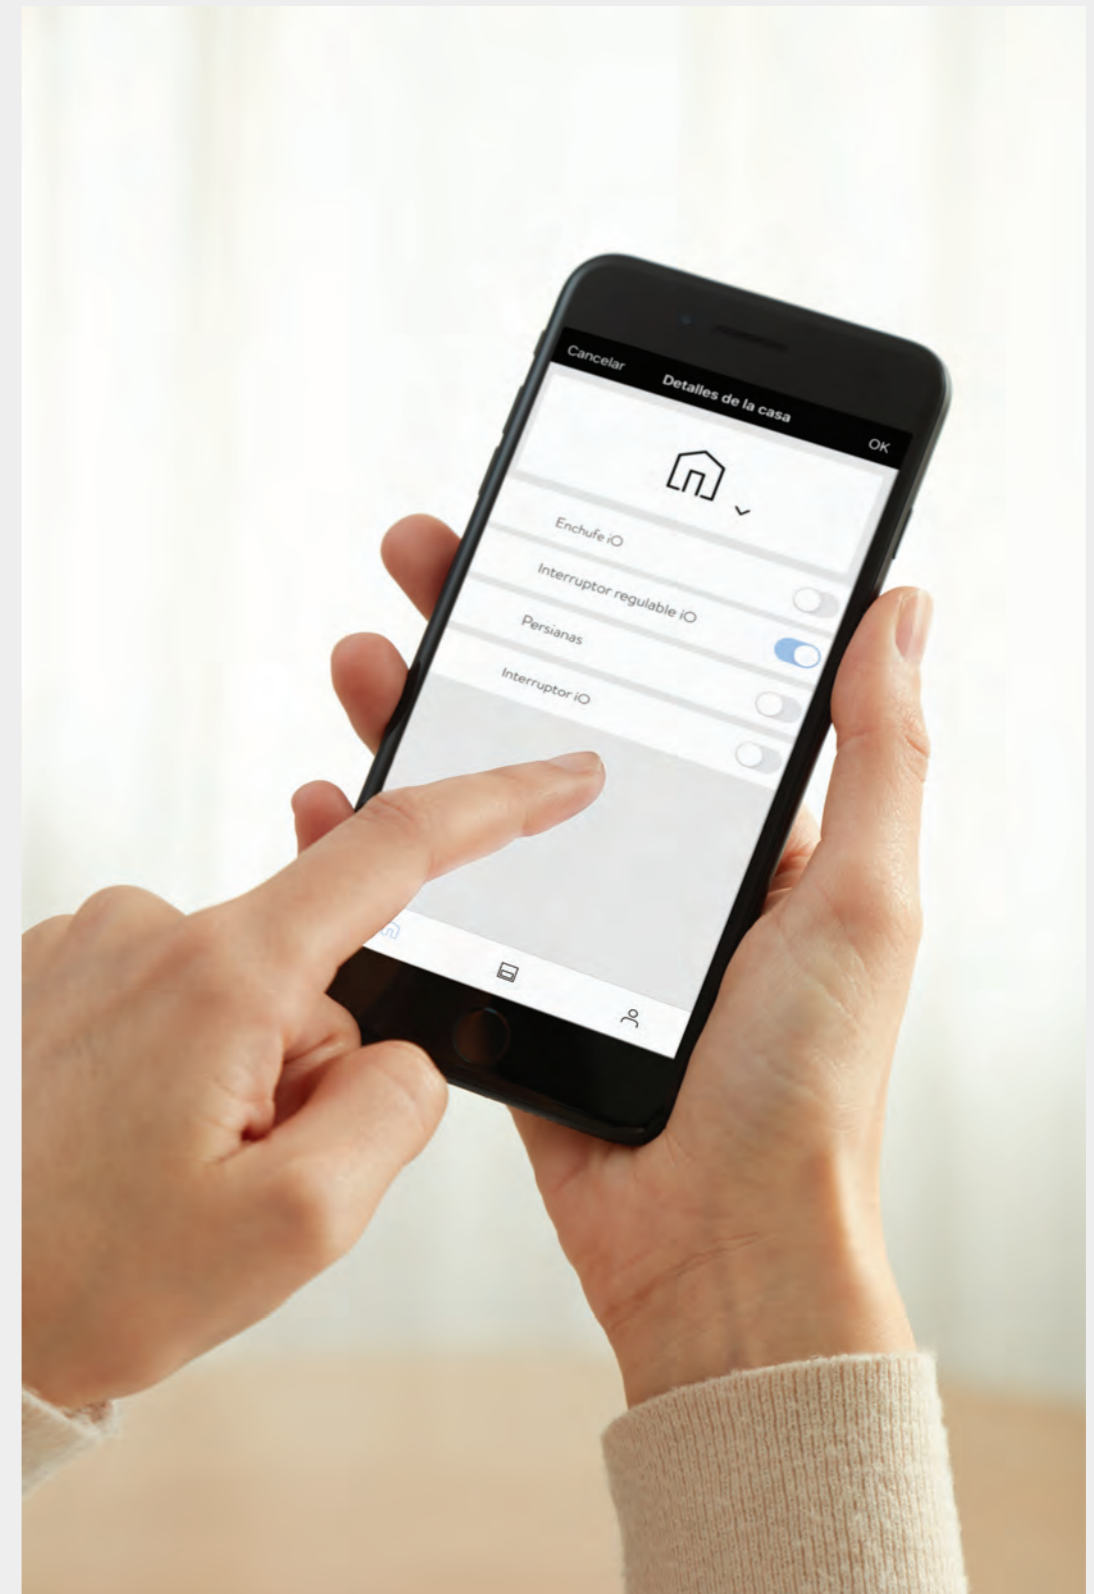 Cancelar
Detalles de la casa
OK
Enchufe iO
Interruptor regulable iO
Persianas
Interruptor iO